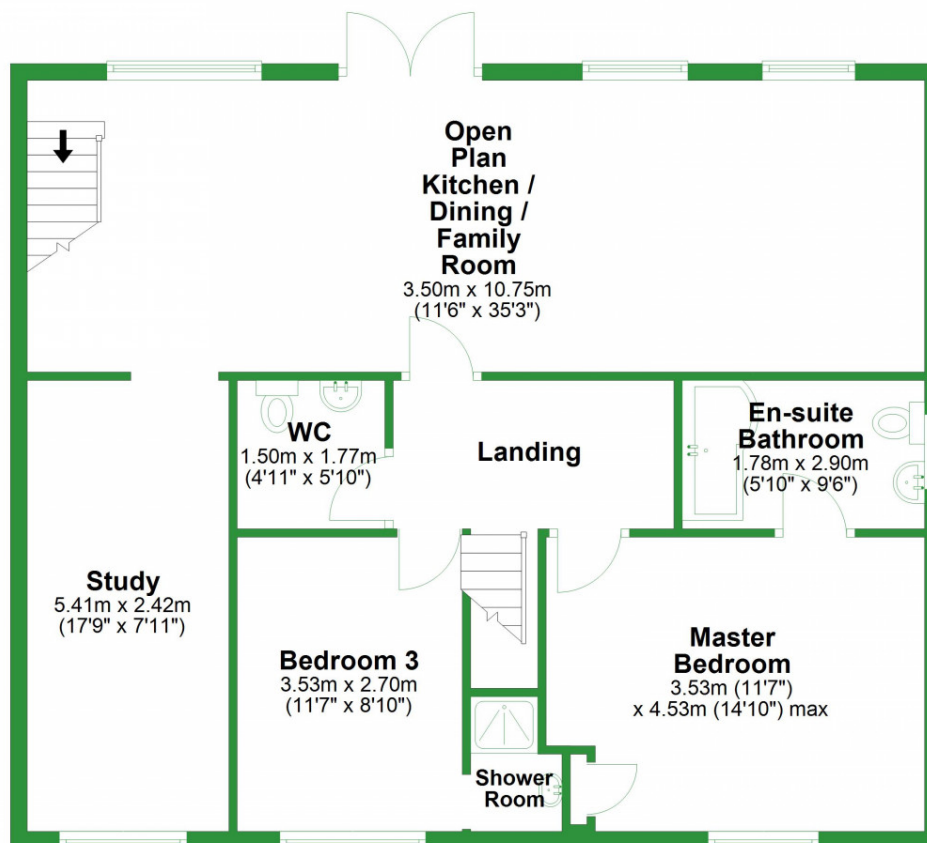 Open
Plan
Kitchen /
Dining /
Family
Room
3.50m x 10.75m
(11'6" x 35'3")
WC
1.50m x 1.77m
(4'11" x 5'10")
Landing
En-suite
Bathroom
1.78m x 2.90m
(5'10" x 9'6")
Study
5.41m x 2.42m
(17'9" x 7'11")
Bedroom 3
3.53m x 2.70m
(11'7" x 8'10")
Master
Bedroom
3.53m (11'7")
x 4.53m (14'10") max
Shower
Room